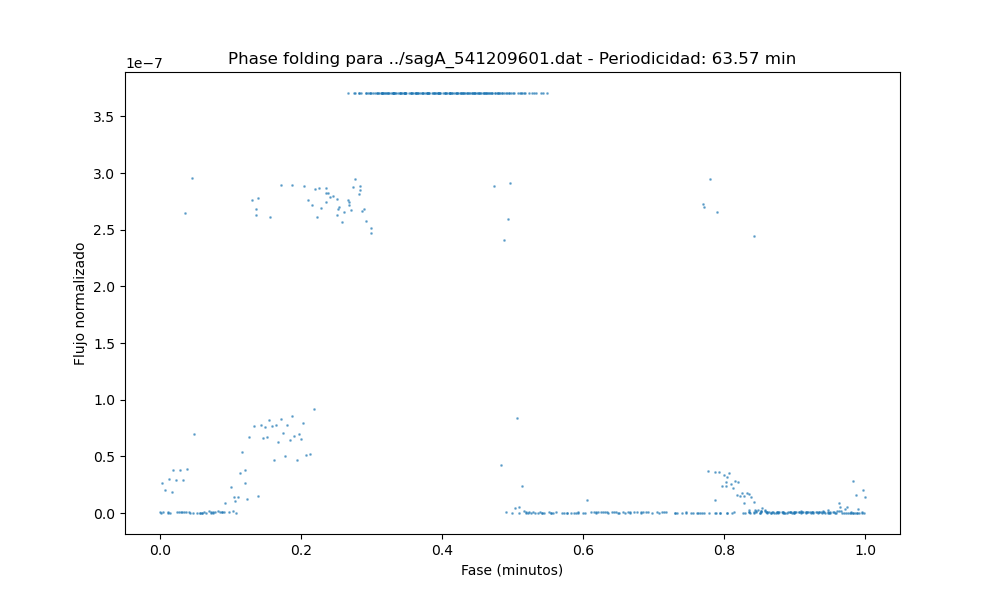 Phase folding para ../sagA_541209601.dat - Periodicidad: 63.57 min
1e−7
3.5
3.0
2.5
2.0
1.5
1.0
0.5
0.0
Flujo normalizado
0.0 0.2 0.4 0.6 0.8 1.0
Fase (minutos)